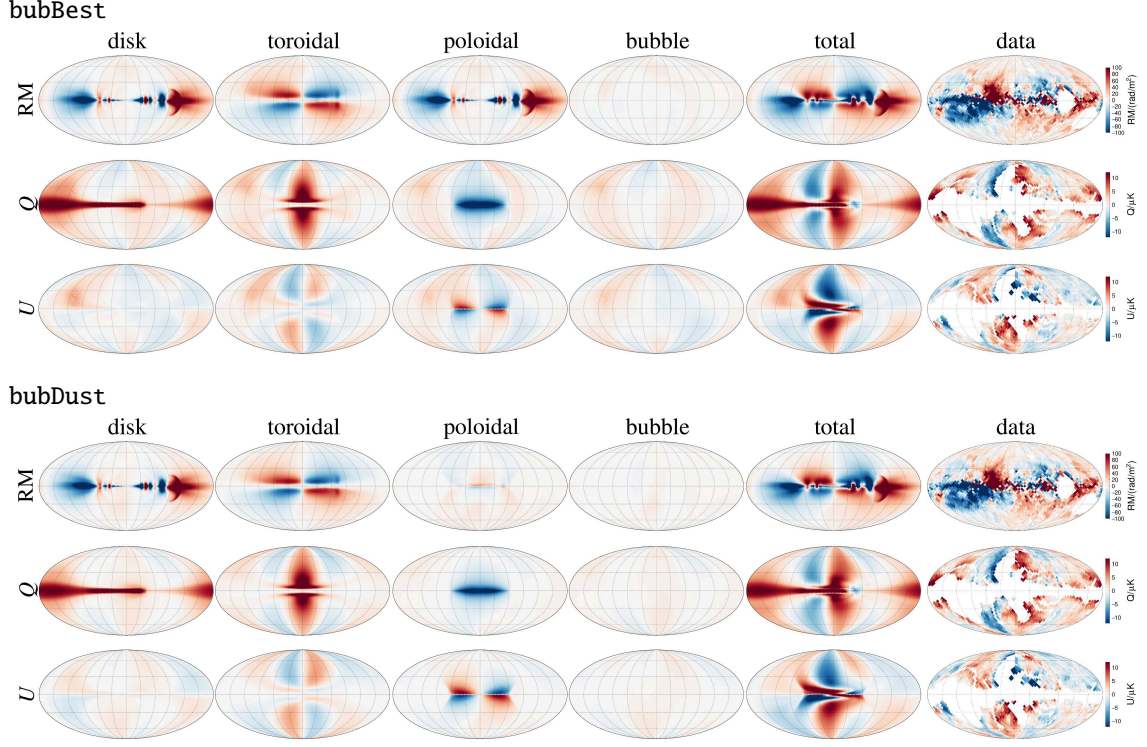 bubBest
disk toroidal poloidal bubble total data
RM
100
80
60
40
20
0
−20
−40
−60
−80
−100
RM/(rad/m²)
Q
10
5
0
−5
−10
Q/μK
U
10
5
0
−5
−10
U/μK
bubDust
disk toroidal poloidal bubble total data
RM
100
80
60
40
20
0
−20
−40
−60
−80
−100
RM/(rad/m²)
Q
10
5
0
−5
−10
Q/μK
U
10
5
0
−5
−10
U/μK